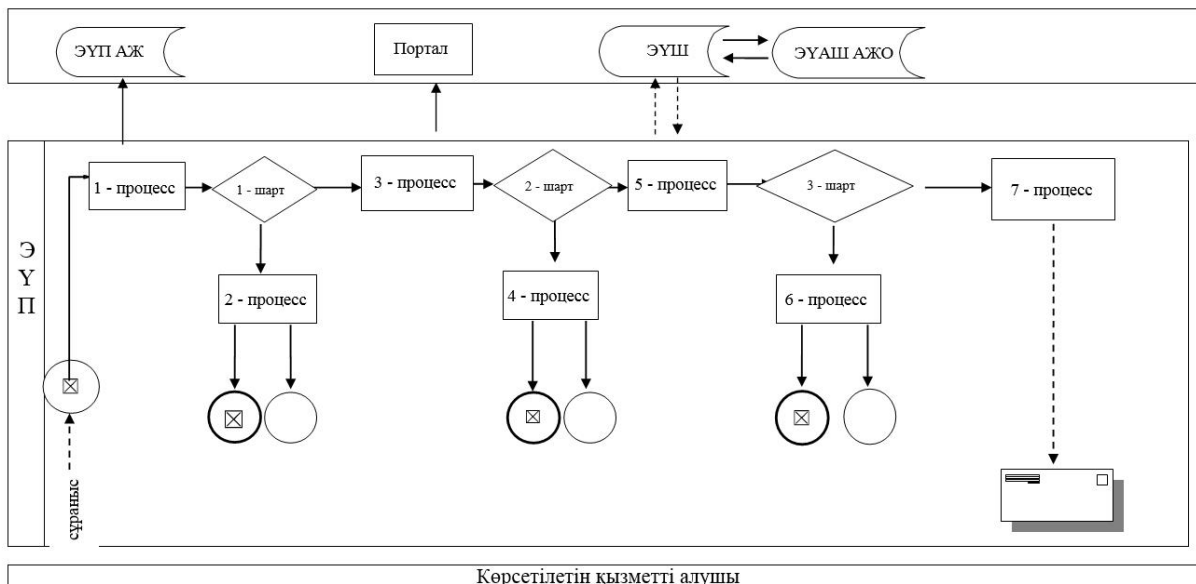 ЭҮП АЖ
Портал
ЭҮШ
ЭҮАШ АЖО
1 - процесс
1 - шарт
3 - процесс
2 - шарт
5 - процесс
3 - шарт
7 - процесс
Э
Ү
П
2 - процесс
4 - процесс
6 - процесс
сұраныс
Көрсетілетін қызметті алушы